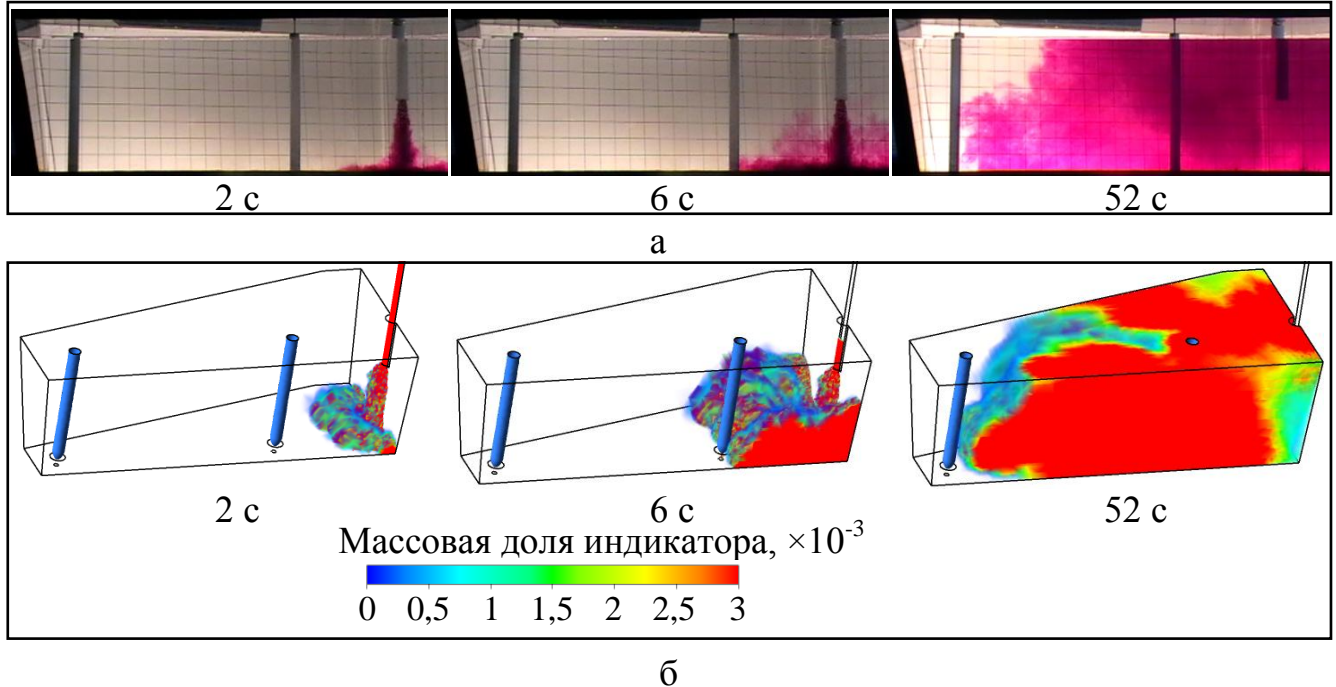 2 с 6 с 52 с
а
2 с 6 с 52 с
Массовая доля индикатора, ×10⁻³
0 0,5 1 1,5 2 2,5 3
б